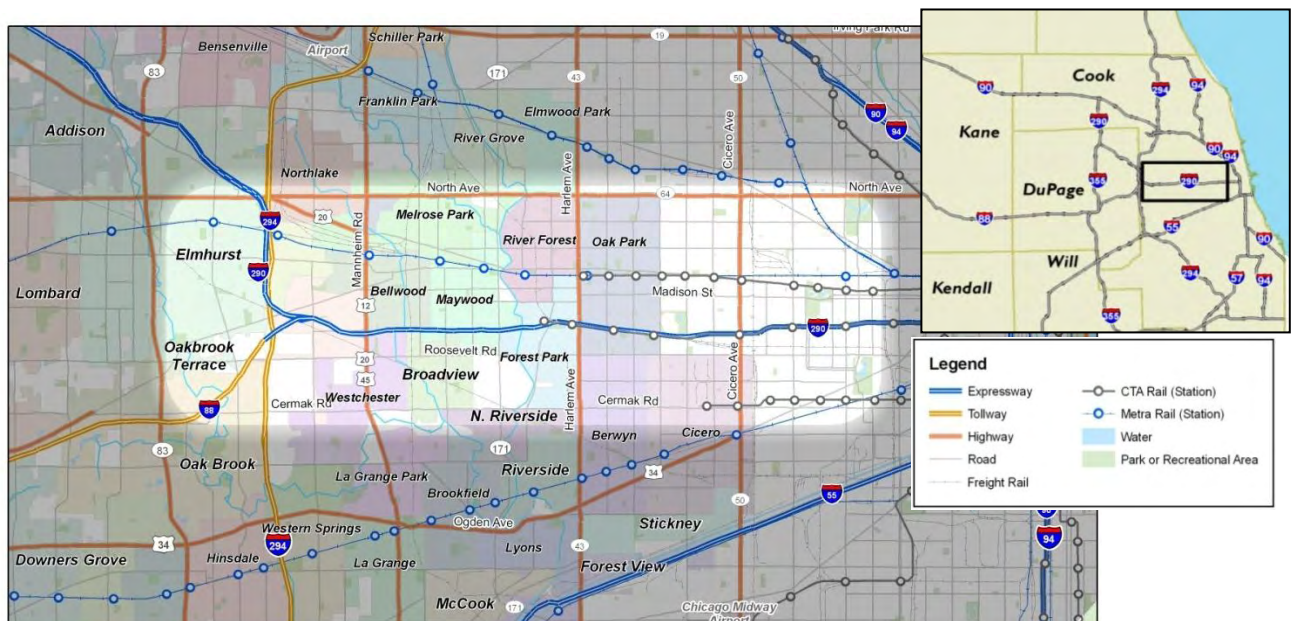 Bensenville
Airport
Schiller Park
19
Irving Park Rd
83
171
43
50
Franklin Park
Elmwood Park
River Grove
Addison
90
94
Cicero Ave
Northlake
North Ave
64
North Ave
Harlem Ave
294
20
Mannheim Rd
Melrose Park
River Forest
Oak Park
Elmhurst
290
Lombard
Bellwood
Maywood
Madison St
12
290
Oakbrook
Terrace
Roosevelt Rd
Forest Park
20
45
Broadview
Cicero Ave
Harlem Ave
88
Cermak Rd
Westchester
N. Riverside
Cermak Rd
Berwyn
Cicero
83
171
Oak Brook
La Grange Park
Riverside
34
Brookfield
Ogden Ave
50
55
Stickney
Western Springs
34
294
Hinsdale
Lyons
43
Downers Grove
La Grange
Forest View
McCook
171
Chicago Midway
Airport
94
Cook
90
294
94
Kane
290
90
94
DuPage
355
290
88
55
90
Will
294
57
94
Kendall
355
Legend
Expressway
Tollway
Highway
Road
Freight Rail
CTA Rail (Station)
Metra Rail (Station)
Water
Park or Recreational Area